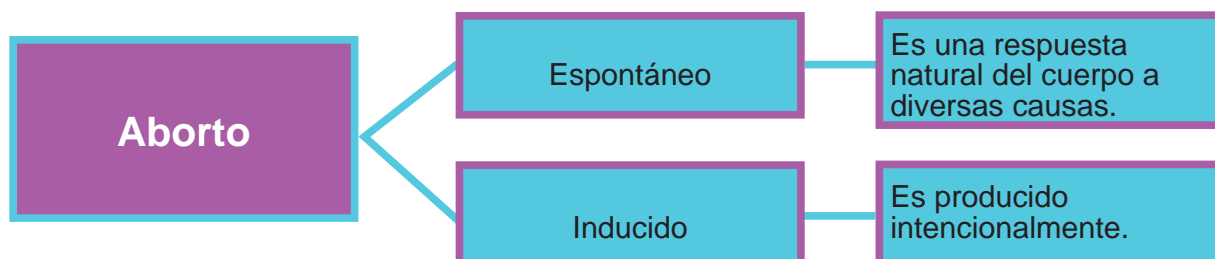 Aborto
Espontáneo
Es una respuesta
natural del cuerpo a
diversas causas.
Inducido
Es producido
intencionalmente.